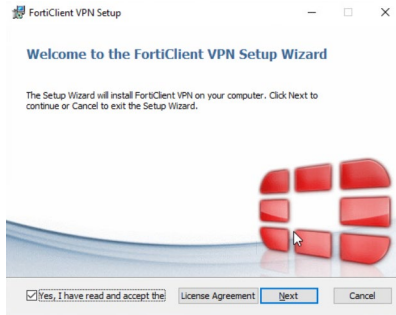 FortiClient VPN Setup
Welcome to the FortiClient VPN Setup Wizard
The Setup Wizard will install FortiClient VPN on your computer. Click Next to
continue or Cancel to exit the Setup Wizard.
Yes, I have read and accept the
License Agreement
Next
Cancel